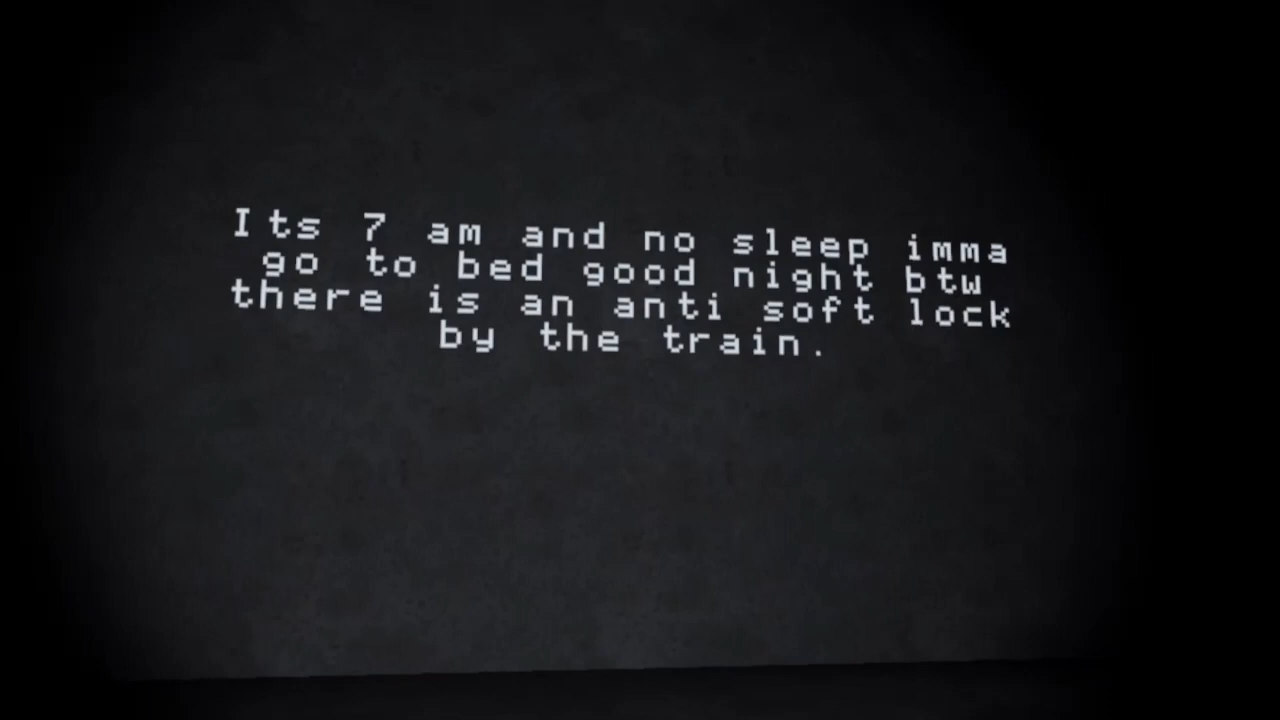 Its 7 am and no sleep imma
go to bed good night btw
there is an anti soft lock
by the train.